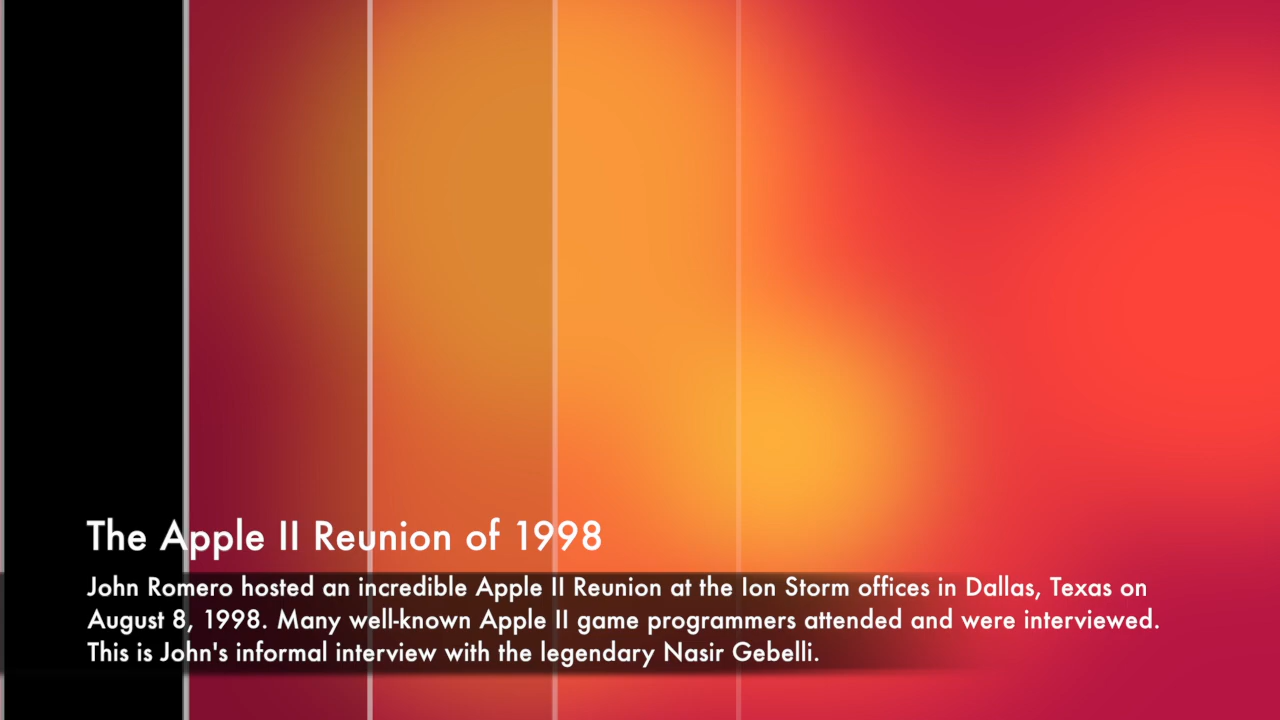 The Apple II Reunion of 1998
John Romero hosted an incredible Apple II Reunion at the Ion Storm offices in Dallas, Texas on
August 8, 1998. Many well-known Apple II game programmers attended and were interviewed.
This is John's informal interview with the legendary Nasir Gebelli.